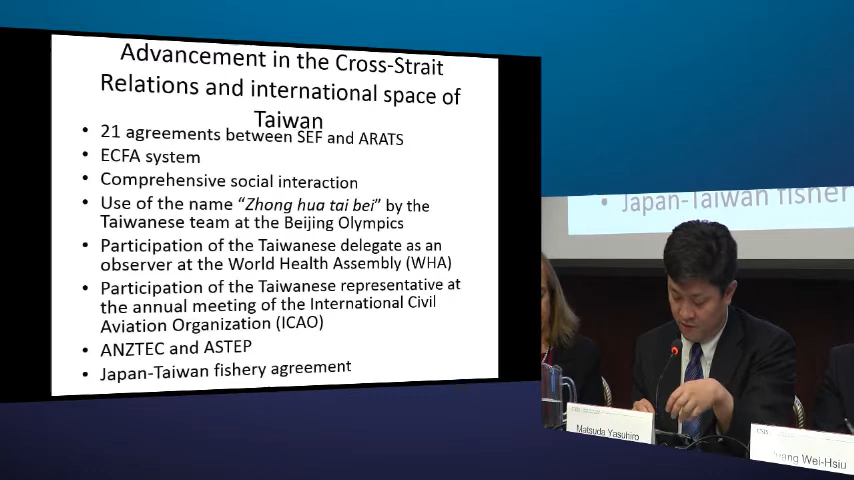 Advancement in the Cross-Strait
Relations and international space of
Taiwan
• 21 agreements between SEF and ARATS
• ECFA system
• Comprehensive social interaction
• Use of the name “Zhong hua tai bei” by the
Taiwanese team at the Beijing Olympics
• Participation of the Taiwanese delegate as an
observer at the World Health Assembly (WHA)
• Participation of the Taiwanese representative at
the annual meeting of the International Civil
Aviation Organization (ICAO)
• ANZTEC and ASTEP
• Japan-Taiwan fishery agreement
• Japan-Taiwan fishery
CSIS
Matsuda Yasuhiro
CSIS
Wei-Hsiu